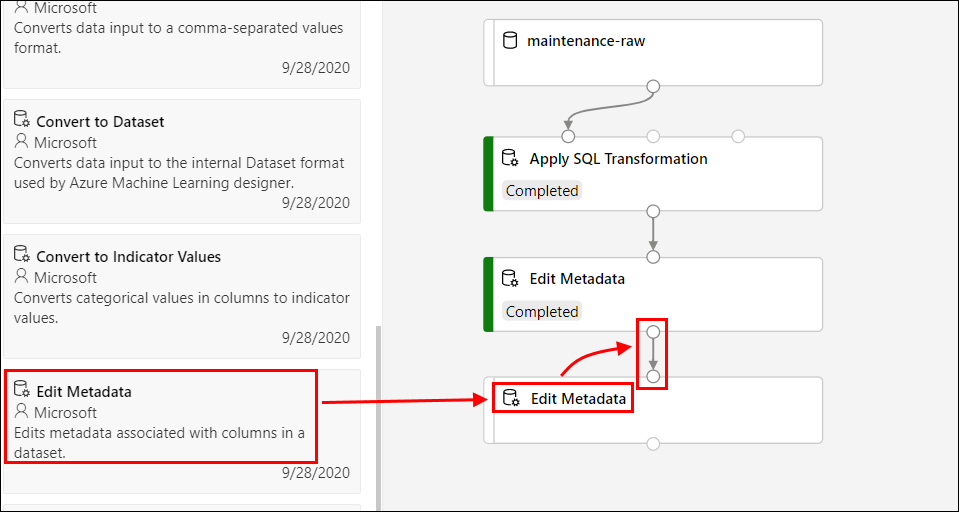 Microsoft
Converts data input to a comma-separated values
format.
9/28/2020
Convert to Dataset
Microsoft
Converts data input to the internal Dataset format
used by Azure Machine Learning designer.
9/28/2020
Convert to Indicator Values
Microsoft
Converts categorical values in columns to indicator
values.
9/28/2020
Edit Metadata
Microsoft
Edits metadata associated with columns in a
dataset.
9/28/2020
maintenance-raw
Apply SQL Transformation
Completed
Edit Metadata
Completed
Edit Metadata